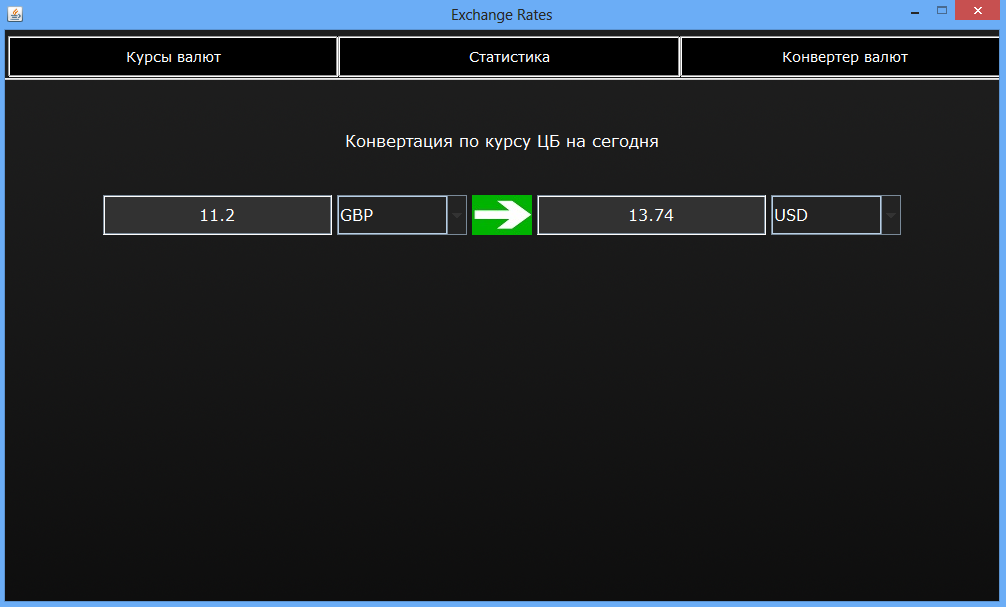 Exchange Rates
Курсы валют Статистика Конвертер валют
Конвертация по курсу ЦБ на сегодня
11.2 GBP 13.74 USD